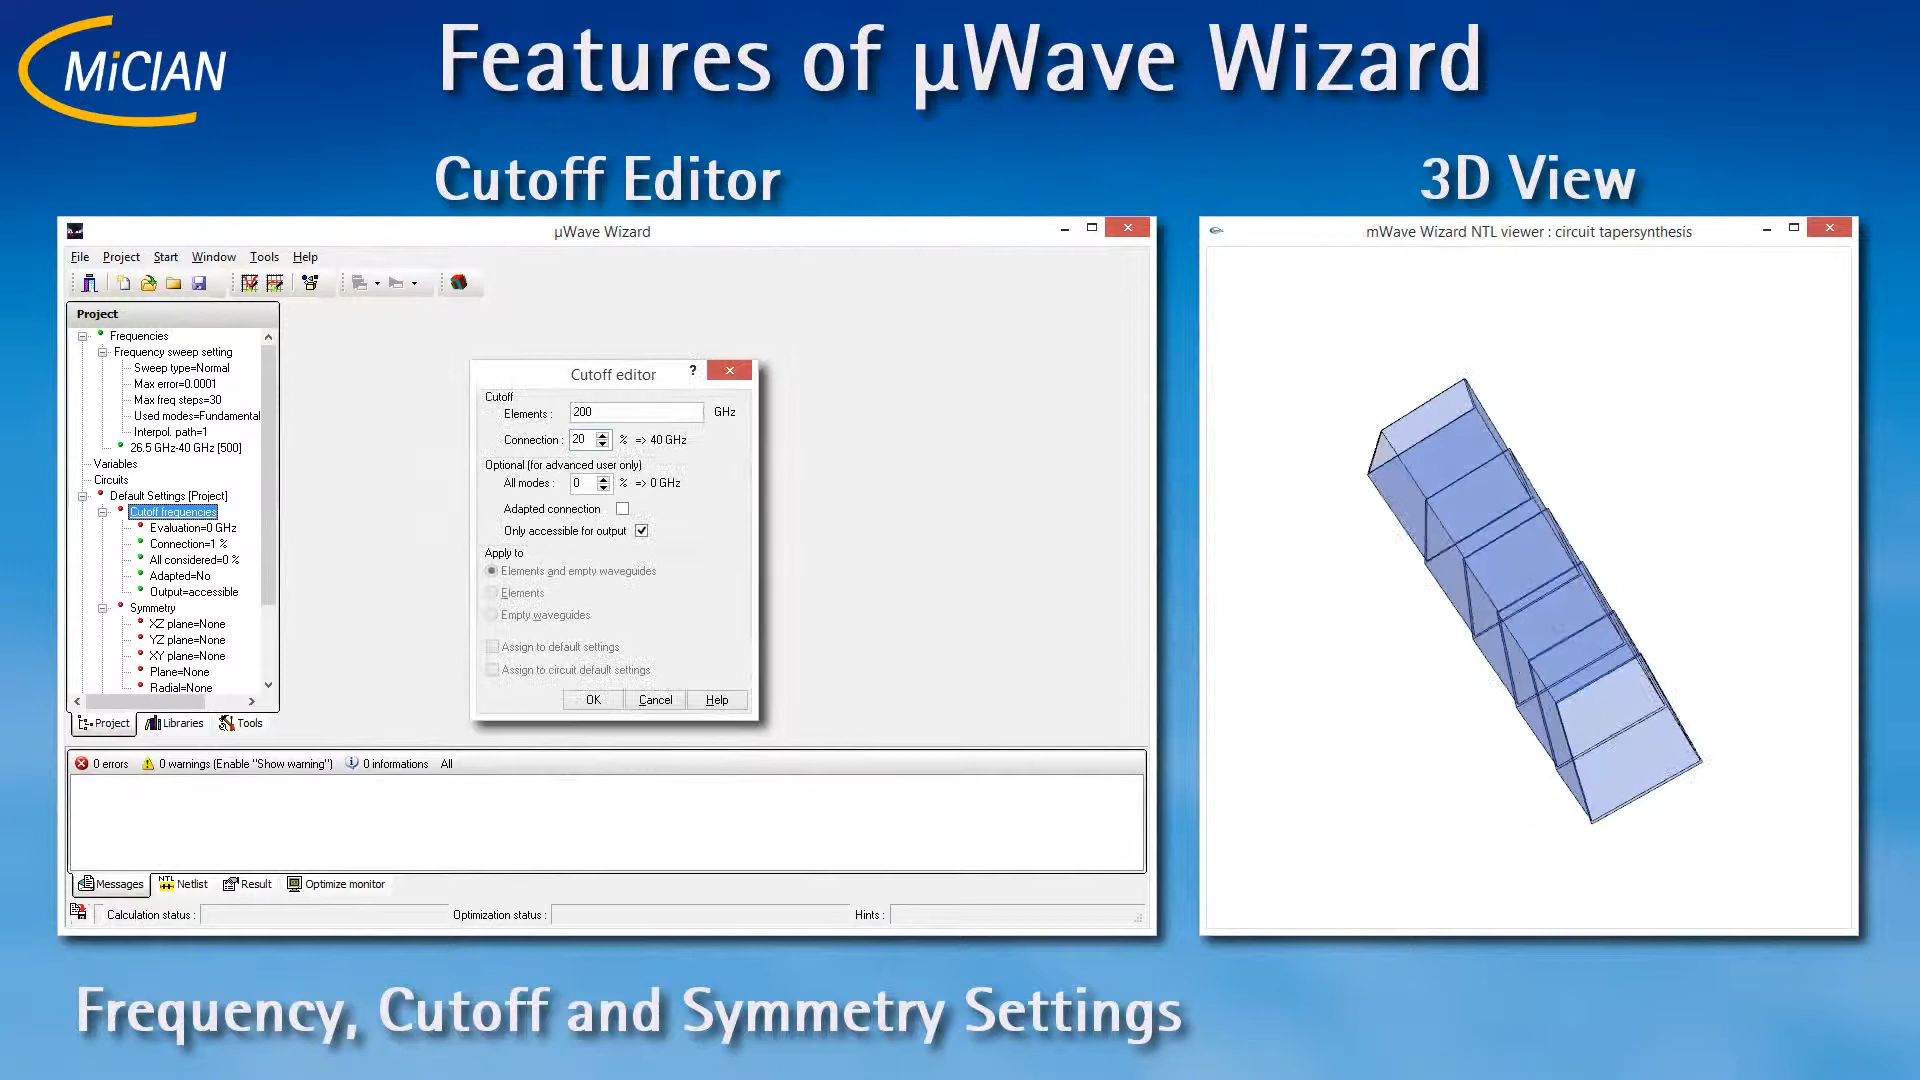 MiCIAN
Features of µWave Wizard
Cutoff Editor
3D View
µWave Wizard
File Project Start Window Tools Help
Project
Frequencies
Frequency sweep setting
Sweep type=Normal
Max error=0.0001
Max freq steps=30
Used modes=Fundamental
Interpol. path=1
26.5 GHz-40 GHz [500]
Variables
Circuits
Default Settings [Project]
Cutoff frequencies
Evaluation=0 GHz
Connection=1 %
All considered=0 %
Adapted=No
Output=accessible
Symmetry
XZ plane=None
YZ plane=None
XY plane=None
Plane=None
Radial=None
Project Libraries Tools
Cutoff editor ?
Cutoff
Elements : 200 GHz
Connection : 20 % => 40 GHz
Optional (for advanced user only)
All modes : 0 % => 0 GHz
Adapted connection
Only accessible for output
Apply to
Elements and empty waveguides
Elements
Empty waveguides
Assign to default settings
Assign to circuit default settings
OK Cancel Help
0 errors 0 warnings (Enable "Show warning") 0 informations All
Messages NTL Netlist Result Optimize monitor
Calculation status : Optimization status : Hints :
mWave Wizard NTL viewer : circuit tapersynthesis
Frequency, Cutoff and Symmetry Settings